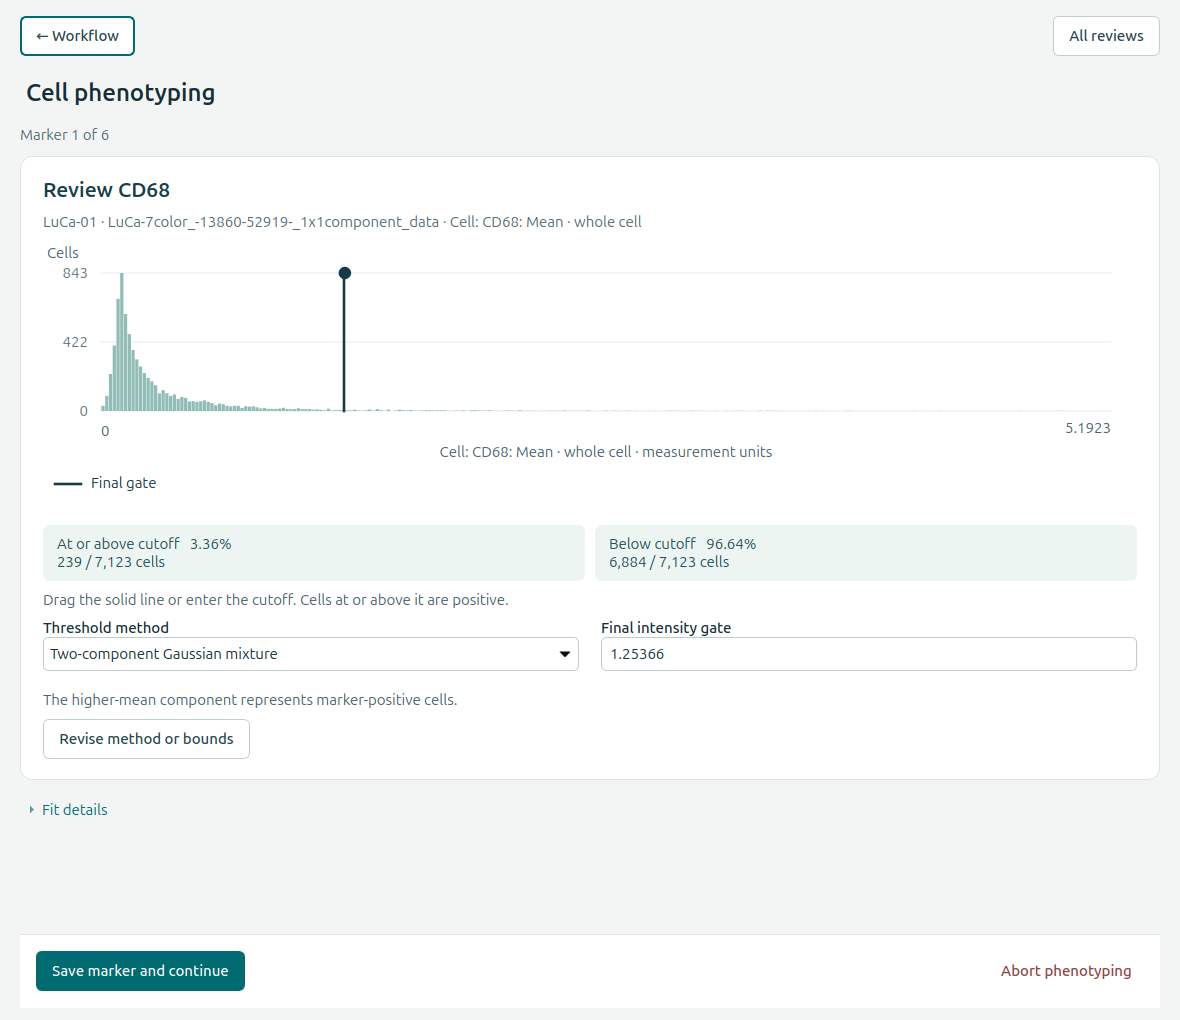 ← Workflow
All reviews
Cell phenotyping
Marker 1 of 6
Review CD68
LuCa-01 · LuCa-7color_-13860-52919-_1x1component_data · Cell: CD68: Mean · whole cell
Cells
843
422
0
0
5.1923
Cell: CD68: Mean · whole cell · measurement units
Final gate
At or above cutoff 3.36%
239 / 7,123 cells
Below cutoff 96.64%
6,884 / 7,123 cells
Drag the solid line or enter the cutoff. Cells at or above it are positive.
Threshold method
Two-component Gaussian mixture
Final intensity gate
1.25366
The higher-mean component represents marker-positive cells.
Revise method or bounds
Fit details
Save marker and continue
Abort phenotyping